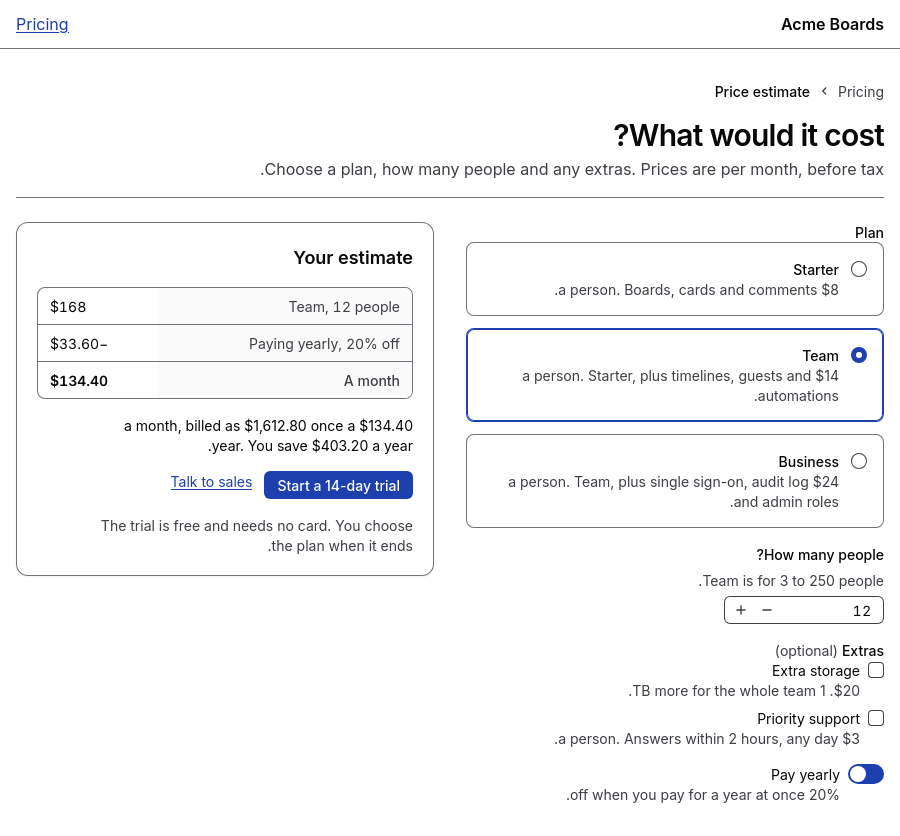 Acme Boards
Pricing
Price estimate ‹ Pricing
?What would it cost
.Choose a plan, how many people and any extras. Prices are per month, before tax
Plan
Starter
.a person. Boards, cards and comments $8
Team
a person. Starter, plus timelines, guests and $14
.automations
Business
a person. Team, plus single sign-on, audit log $24
.and admin roles
?How many people
.Team is for 3 to 250 people
+ − 12
(optional) Extras
Extra storage
.TB more for the whole team 1 .$20
Priority support
.a person. Answers within 2 hours, any day $3
Pay yearly
.off when you pay for a year at once 20%
Your estimate
$168 Team, 12 people
$33.60− Paying yearly, 20% off
$134.40 A month
a month, billed as $1,612.80 once a $134.40
.year. You save $403.20 a year
Talk to sales Start a 14-day trial
The trial is free and needs no card. You choose
.the plan when it ends